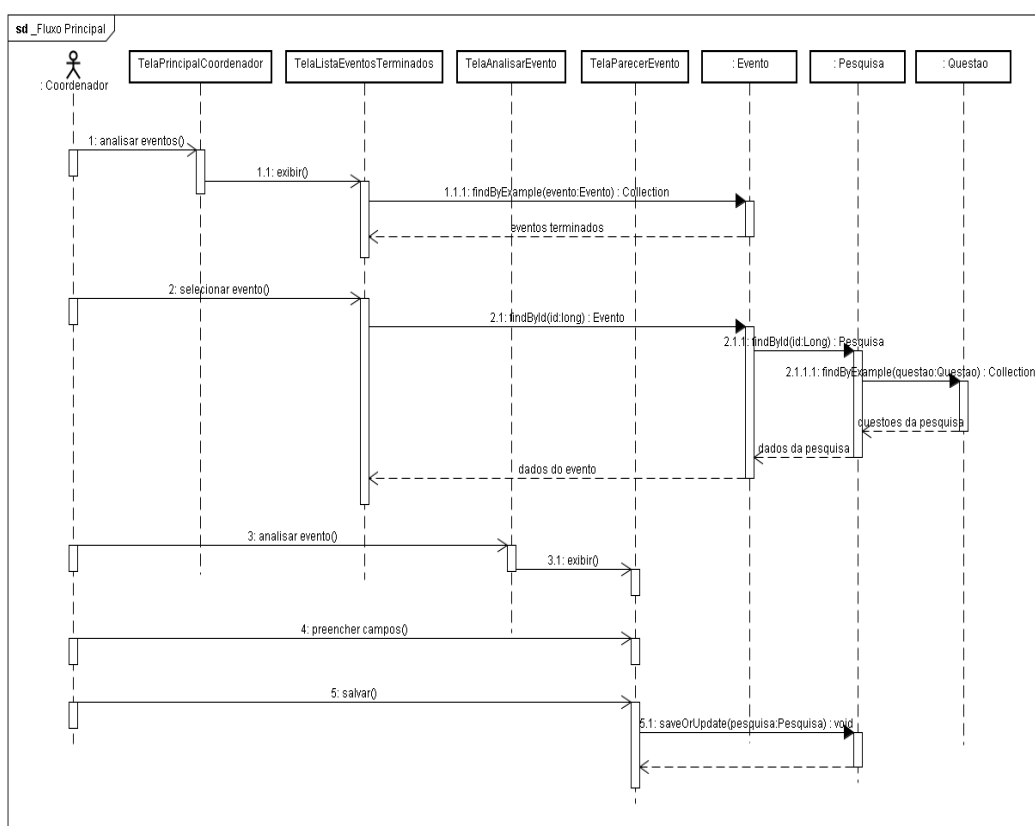 sd _Fluxo Principal
: Coordenador
TelaPrincipalCoordenador
TelaListaEventosTerminados
TelaAnalisarEvento
TelaParecerEvento
: Evento
: Pesquisa
: Questao
1: analisar eventos()
1.1: exibir()
1.1.1: findByExample(evento:Evento) : Collection
eventos terminados
2: selecionar evento()
2.1: findById(id:long) : Evento
2.1.1: findById(id:Long) : Pesquisa
2.1.1.1: findByExample(questao:Questao) : Collection
questoes da pesquisa
dados da pesquisa
dados do evento
3: analisar evento()
3.1: exibir()
4: preencher campos()
5: salvar()
5.1: saveOrUpdate(pesquisa:Pesquisa) : void